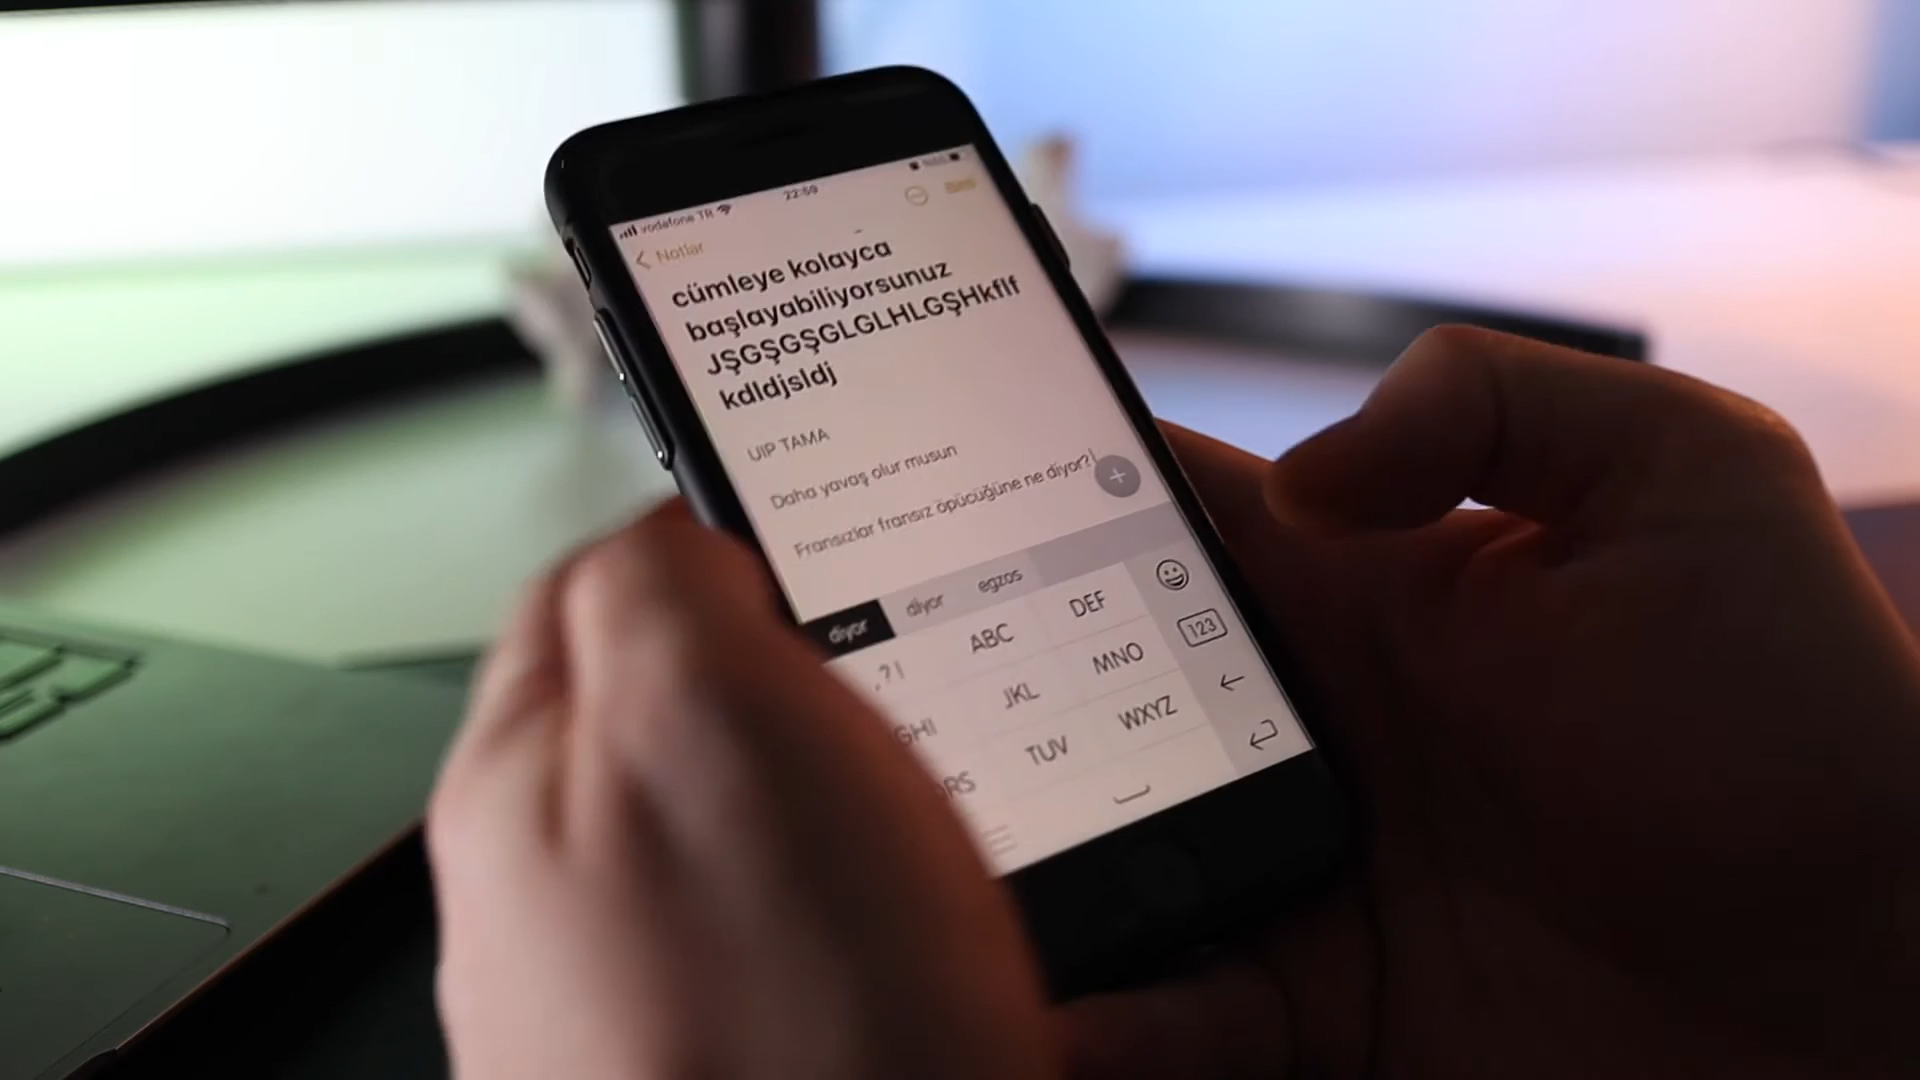 vodafone TR
22:59
Notlar
cümleye kolayca
başlayabiliyorsunuz
JŞGŞGŞGLGLHLGŞHkflf
kdldjsldj
UIP TAMA
Daha yavaş olur musun
Fransızlar fransız öpücüğüne ne diyor?
diyor diyor egzos
,?! ABC DEF
GHI JKL MNO 123
RS TUV WXYZ